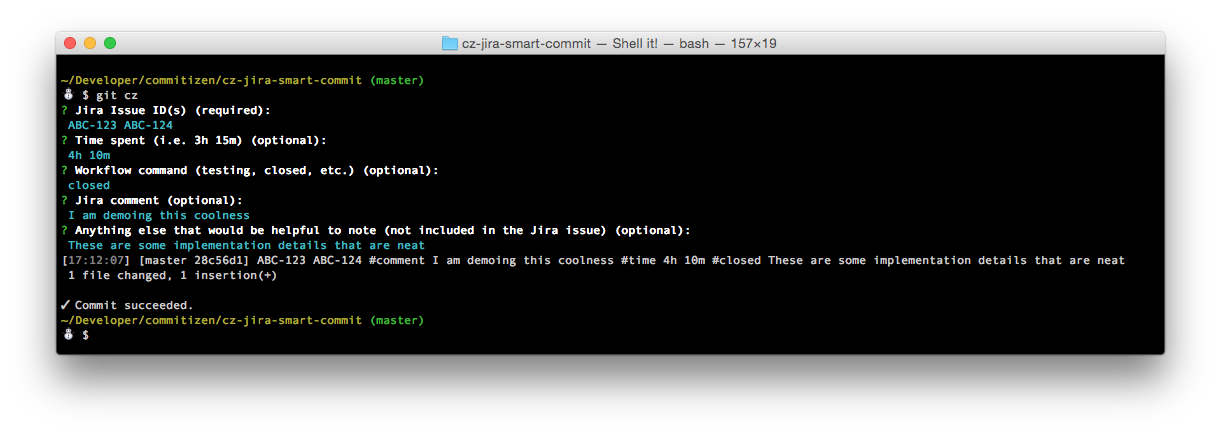 cz-jira-smart-commit — Shell it! — bash — 157×19
~/Developer/commitizen/cz-jira-smart-commit (master)
⛄ $ git cz
? Jira Issue ID(s) (required):
ABC-123 ABC-124
? Time spent (i.e. 3h 15m) (optional):
4h 10m
? Workflow command (testing, closed, etc.) (optional):
closed
? Jira comment (optional):
I am demoing this coolness
? Anything else that would be helpful to note (not included in the Jira issue) (optional):
These are some implementation details that are neat
[17:12:07] [master 28c56d1] ABC-123 ABC-124 #comment I am demoing this coolness #time 4h 10m #closed These are some implementation details that are neat
1 file changed, 1 insertion(+)
✓ Commit succeeded.
~/Developer/commitizen/cz-jira-smart-commit (master)
⛄ $